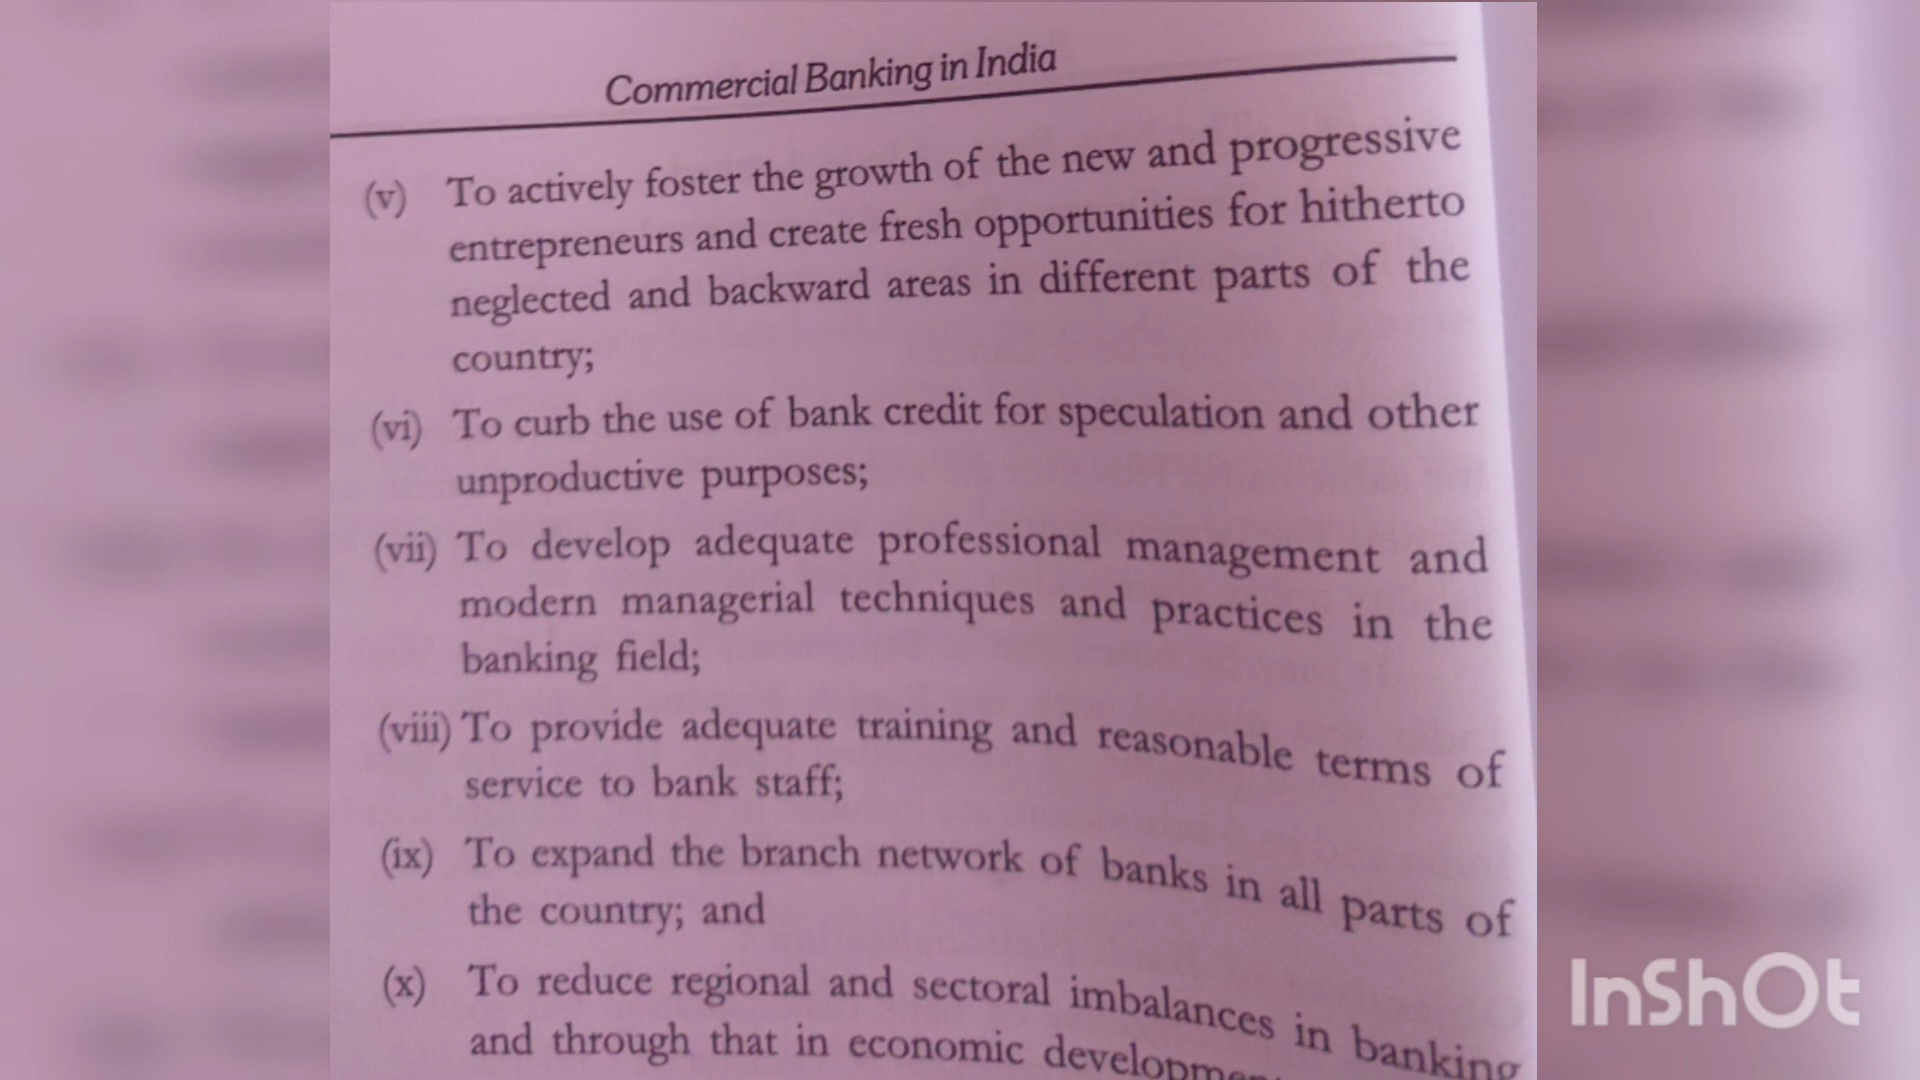 Commercial Banking in India
(v) To actively foster the growth of the new and progressive
entrepreneurs and create fresh opportunities for hitherto
neglected and backward areas in different parts of the
country;
(vi) To curb the use of bank credit for speculation and other
unproductive purposes;
(vii) To develop adequate professional management and
modern managerial techniques and practices in the
banking field;
(viii) To provide adequate training and reasonable terms of
service to bank staff;
(ix) To expand the branch network of banks in all parts of
the country; and
(x) To reduce regional and sectoral imbalances in banking
and through that in economic
InShOt